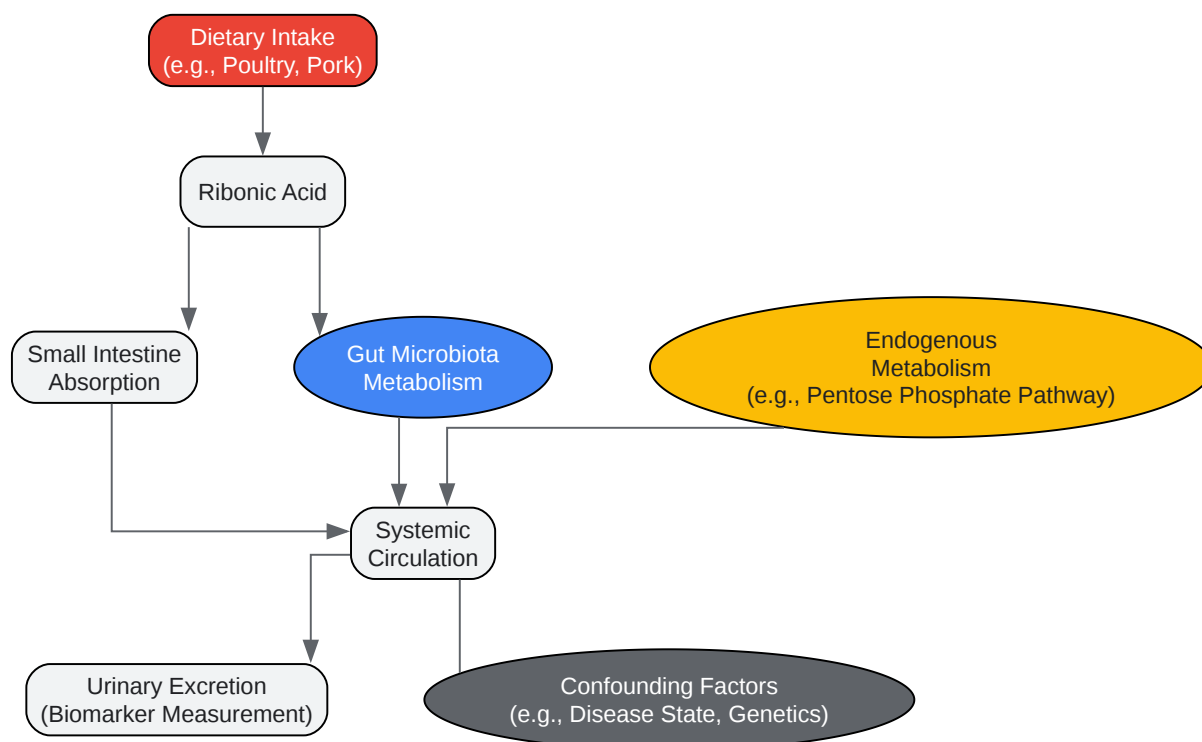 Dietary Intake
(e.g., Poultry, Pork)
Ribonic Acid
Small Intestine
Absorption
Gut Microbiota
Metabolism
Endogenous
Metabolism
(e.g., Pentose Phosphate Pathway)
Systemic
Circulation
Urinary Excretion
(Biomarker Measurement)
Confounding Factors
(e.g., Disease State, Genetics)